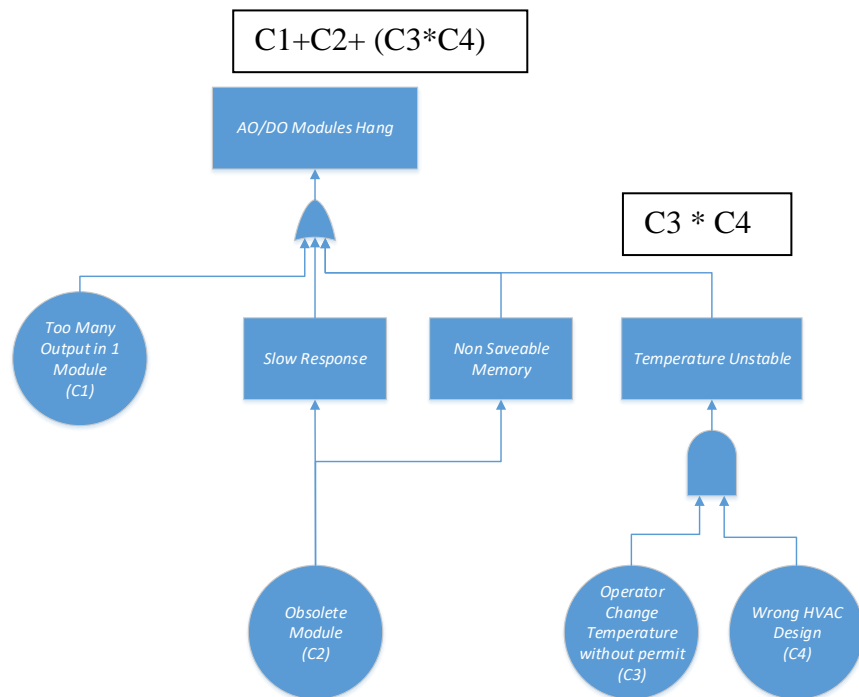 C1+C2+ (C3*C4)
AO/DO Modules Hang
C3 * C4
Too Many
Output in 1
Module
(C1)
Slow Response
Non Saveable
Memory
Temperature Unstable
Obsolete
Module
(C2)
Operator
Change
Temperature
without permit
(C3)
Wrong HVAC
Design
(C4)